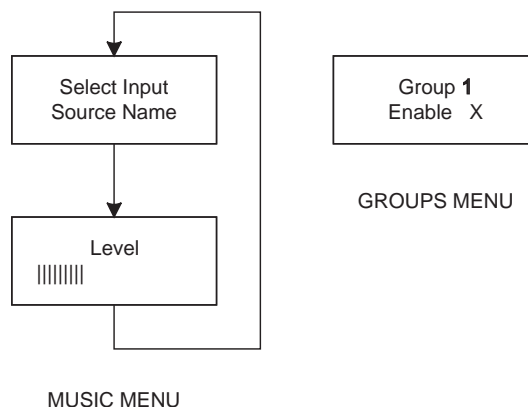 Select Input
Source Name
Level
|||||||||
MUSIC MENU
Group 1
Enable X
GROUPS MENU